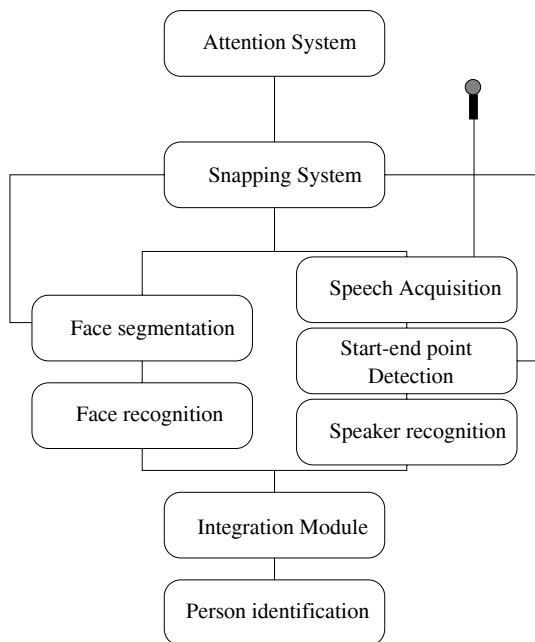 Attention System
Snapping System
Face segmentation
Face recognition
Speech Acquisition
Start-end point
Detection
Speaker recognition
Integration Module
Person identification